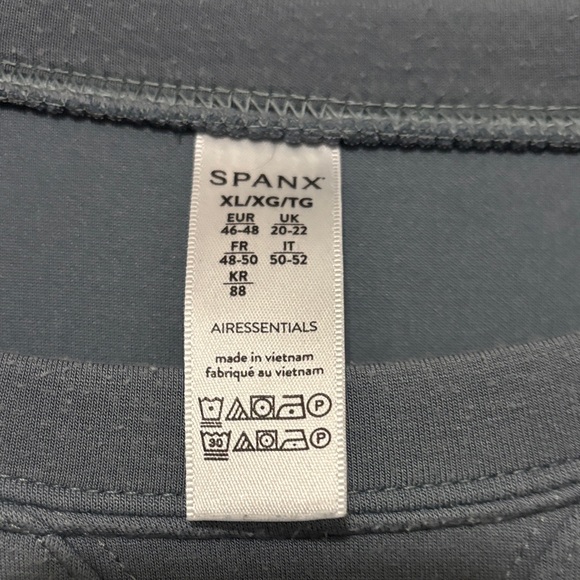 SPANX
XL/XG/TG
EUR UK
46-48 20-22
FR IT
48-50 50-52
KR
88
AIRESSENTIALS
made in vietnam
fabriqué au vietnam
P
30 P